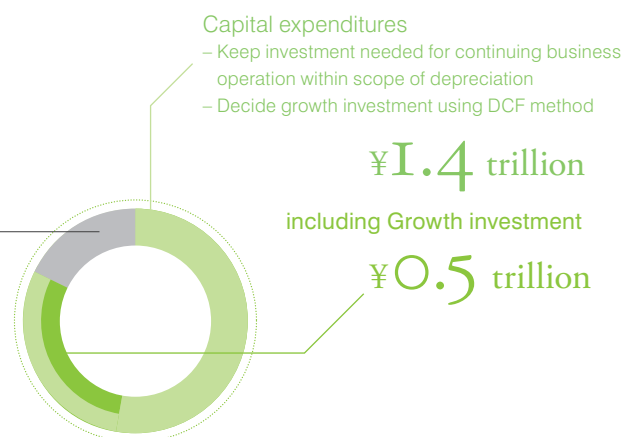 Capital expenditures
– Keep investment needed for continuing business
operation within scope of depreciation
– Decide growth investment using DCF method
¥1.4 trillion
including Growth investment
¥0.5 trillion